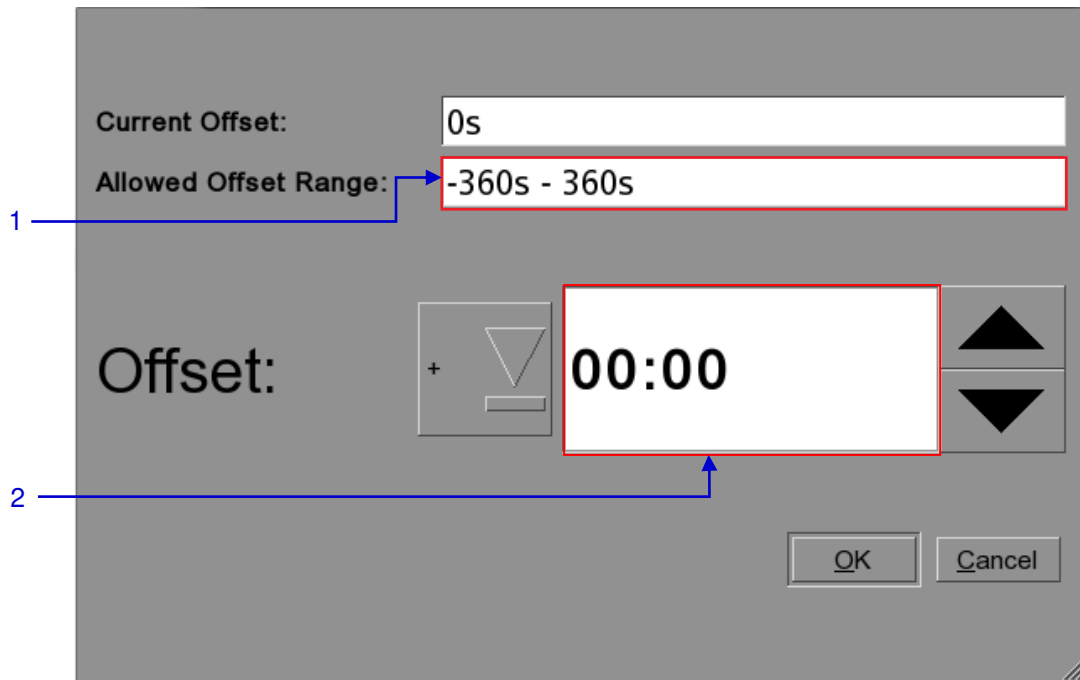 Current Offset: 0s
Allowed Offset Range: -360s - 360s
1
Offset: + 00:00
2
OK Cancel